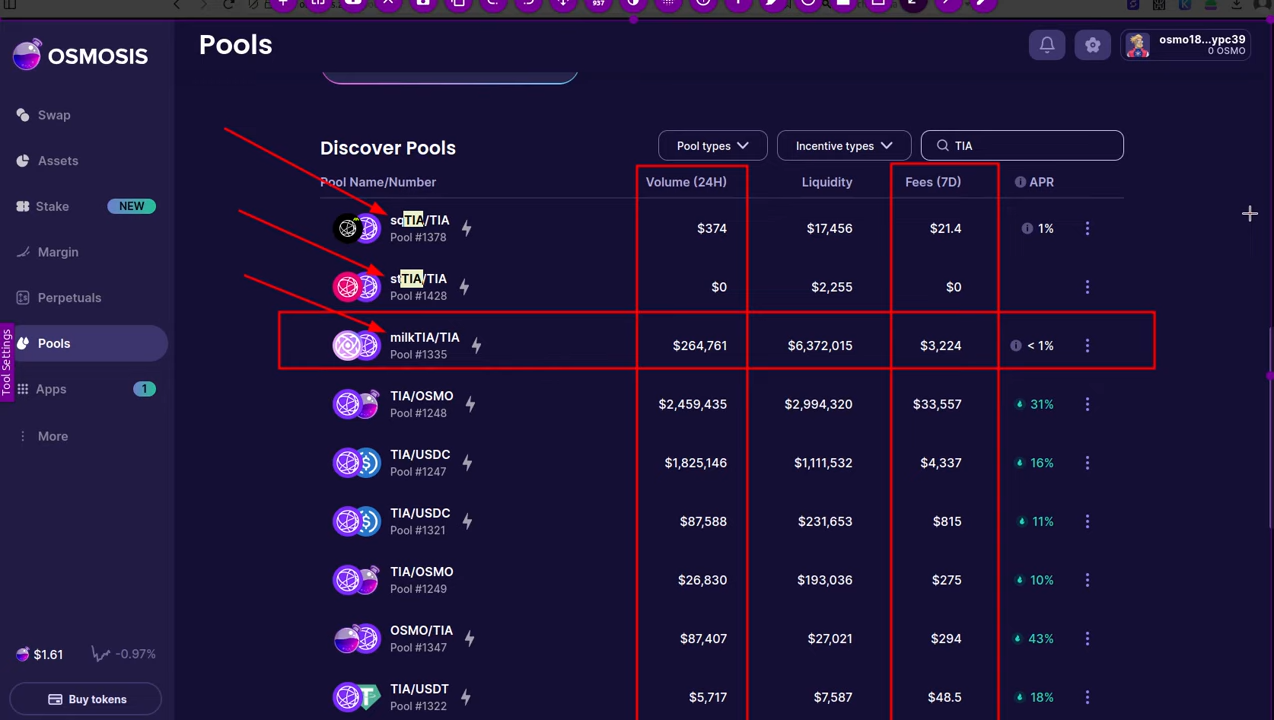 OSMOSIS
Pools
osmo18...ypc39
0 OSMO
Swap
Assets
Stake
NEW
Margin
Perpetuals
Pools
Apps
1
More
Tool Settings
$1.61
-0.97%
Buy tokens
Discover Pools
Pool types
Incentive types
TIA
Pool Name/Number
Volume (24H)
Liquidity
Fees (7D)
APR
sqTIA/TIA
Pool #1378
$374
$17,456
$21.4
1%
stTIA/TIA
Pool #1428
$0
$2,255
$0
milkTIA/TIA
Pool #1335
$264,761
$6,372,015
$3,224
< 1%
TIA/OSMO
Pool #1248
$2,459,435
$2,994,320
$33,557
31%
TIA/USDC
Pool #1247
$1,825,146
$1,111,532
$4,337
16%
TIA/USDC
Pool #1321
$87,588
$231,653
$815
11%
TIA/OSMO
Pool #1249
$26,830
$193,036
$275
10%
OSMO/TIA
Pool #1347
$87,407
$27,021
$294
43%
TIA/USDT
Pool #1322
$5,717
$7,587
$48.5
18%